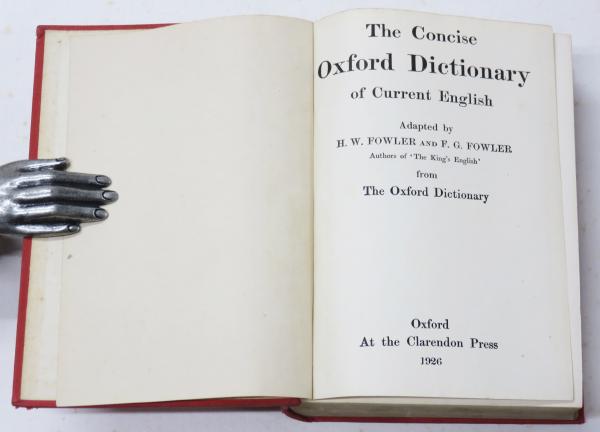 The Concise
Oxford Dictionary
of Current English
Adapted by
H. W. FOWLER AND F. G. FOWLER
Authors of 'The King's English'
from
The Oxford Dictionary
Oxford
At the Clarendon Press
1926